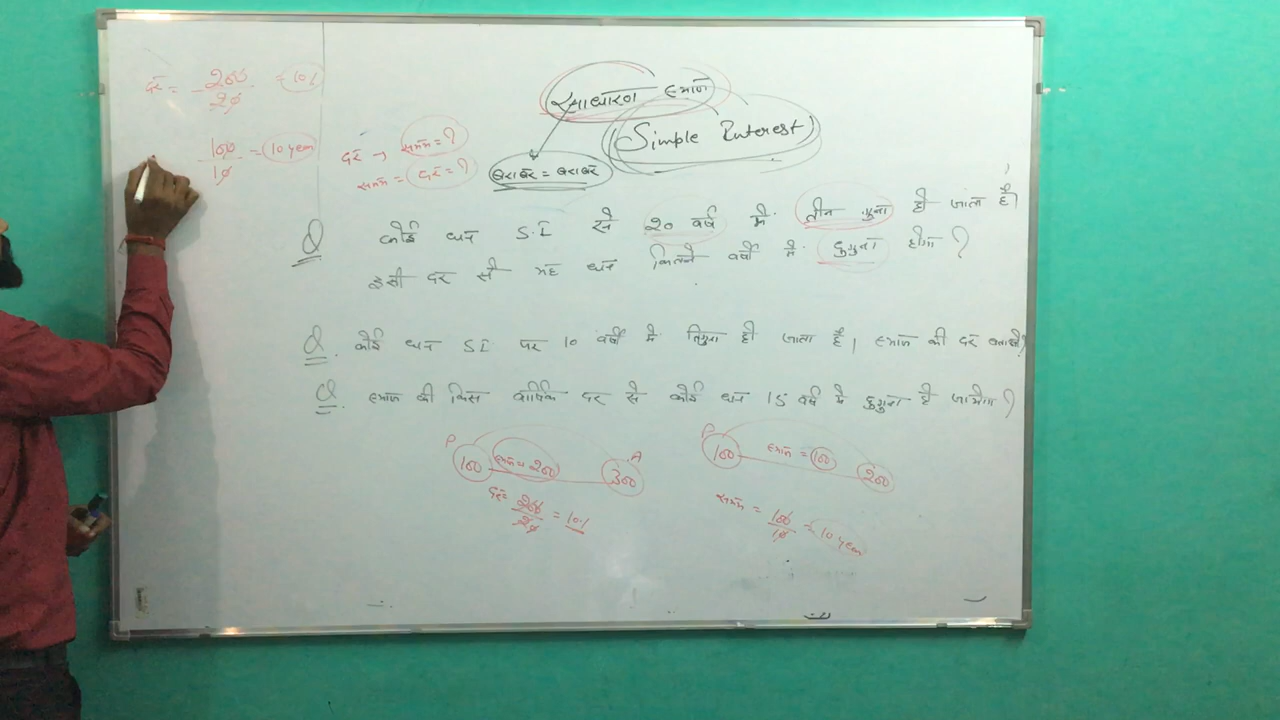 साधारण ब्याज
(Simple Interest)
दर = 200/20 = 10%
100/10 = 10 year
दर → समय = ?
समय = दर = ?
बराबर = बराबर
Q कोई धन S.I से 20 वर्ष में तीन गुना हो जाता है।
इसी दर से यह धन कितने वर्षो में दुगुना होगा ?
Q. कोई धन S.I पर 10 वर्षो में तिगुना हो जाता है, ब्याज की दर बताओ?
Q. ब्याज की किस वार्षिक दर से कोई धन 15 वर्ष में दुगुना हो जायेगा ?
P 100 ब्याज = 200 A 300
दर = 200/20 = 10%
P 100 ब्याज = 100 200
समय = 100/10 = 10 year